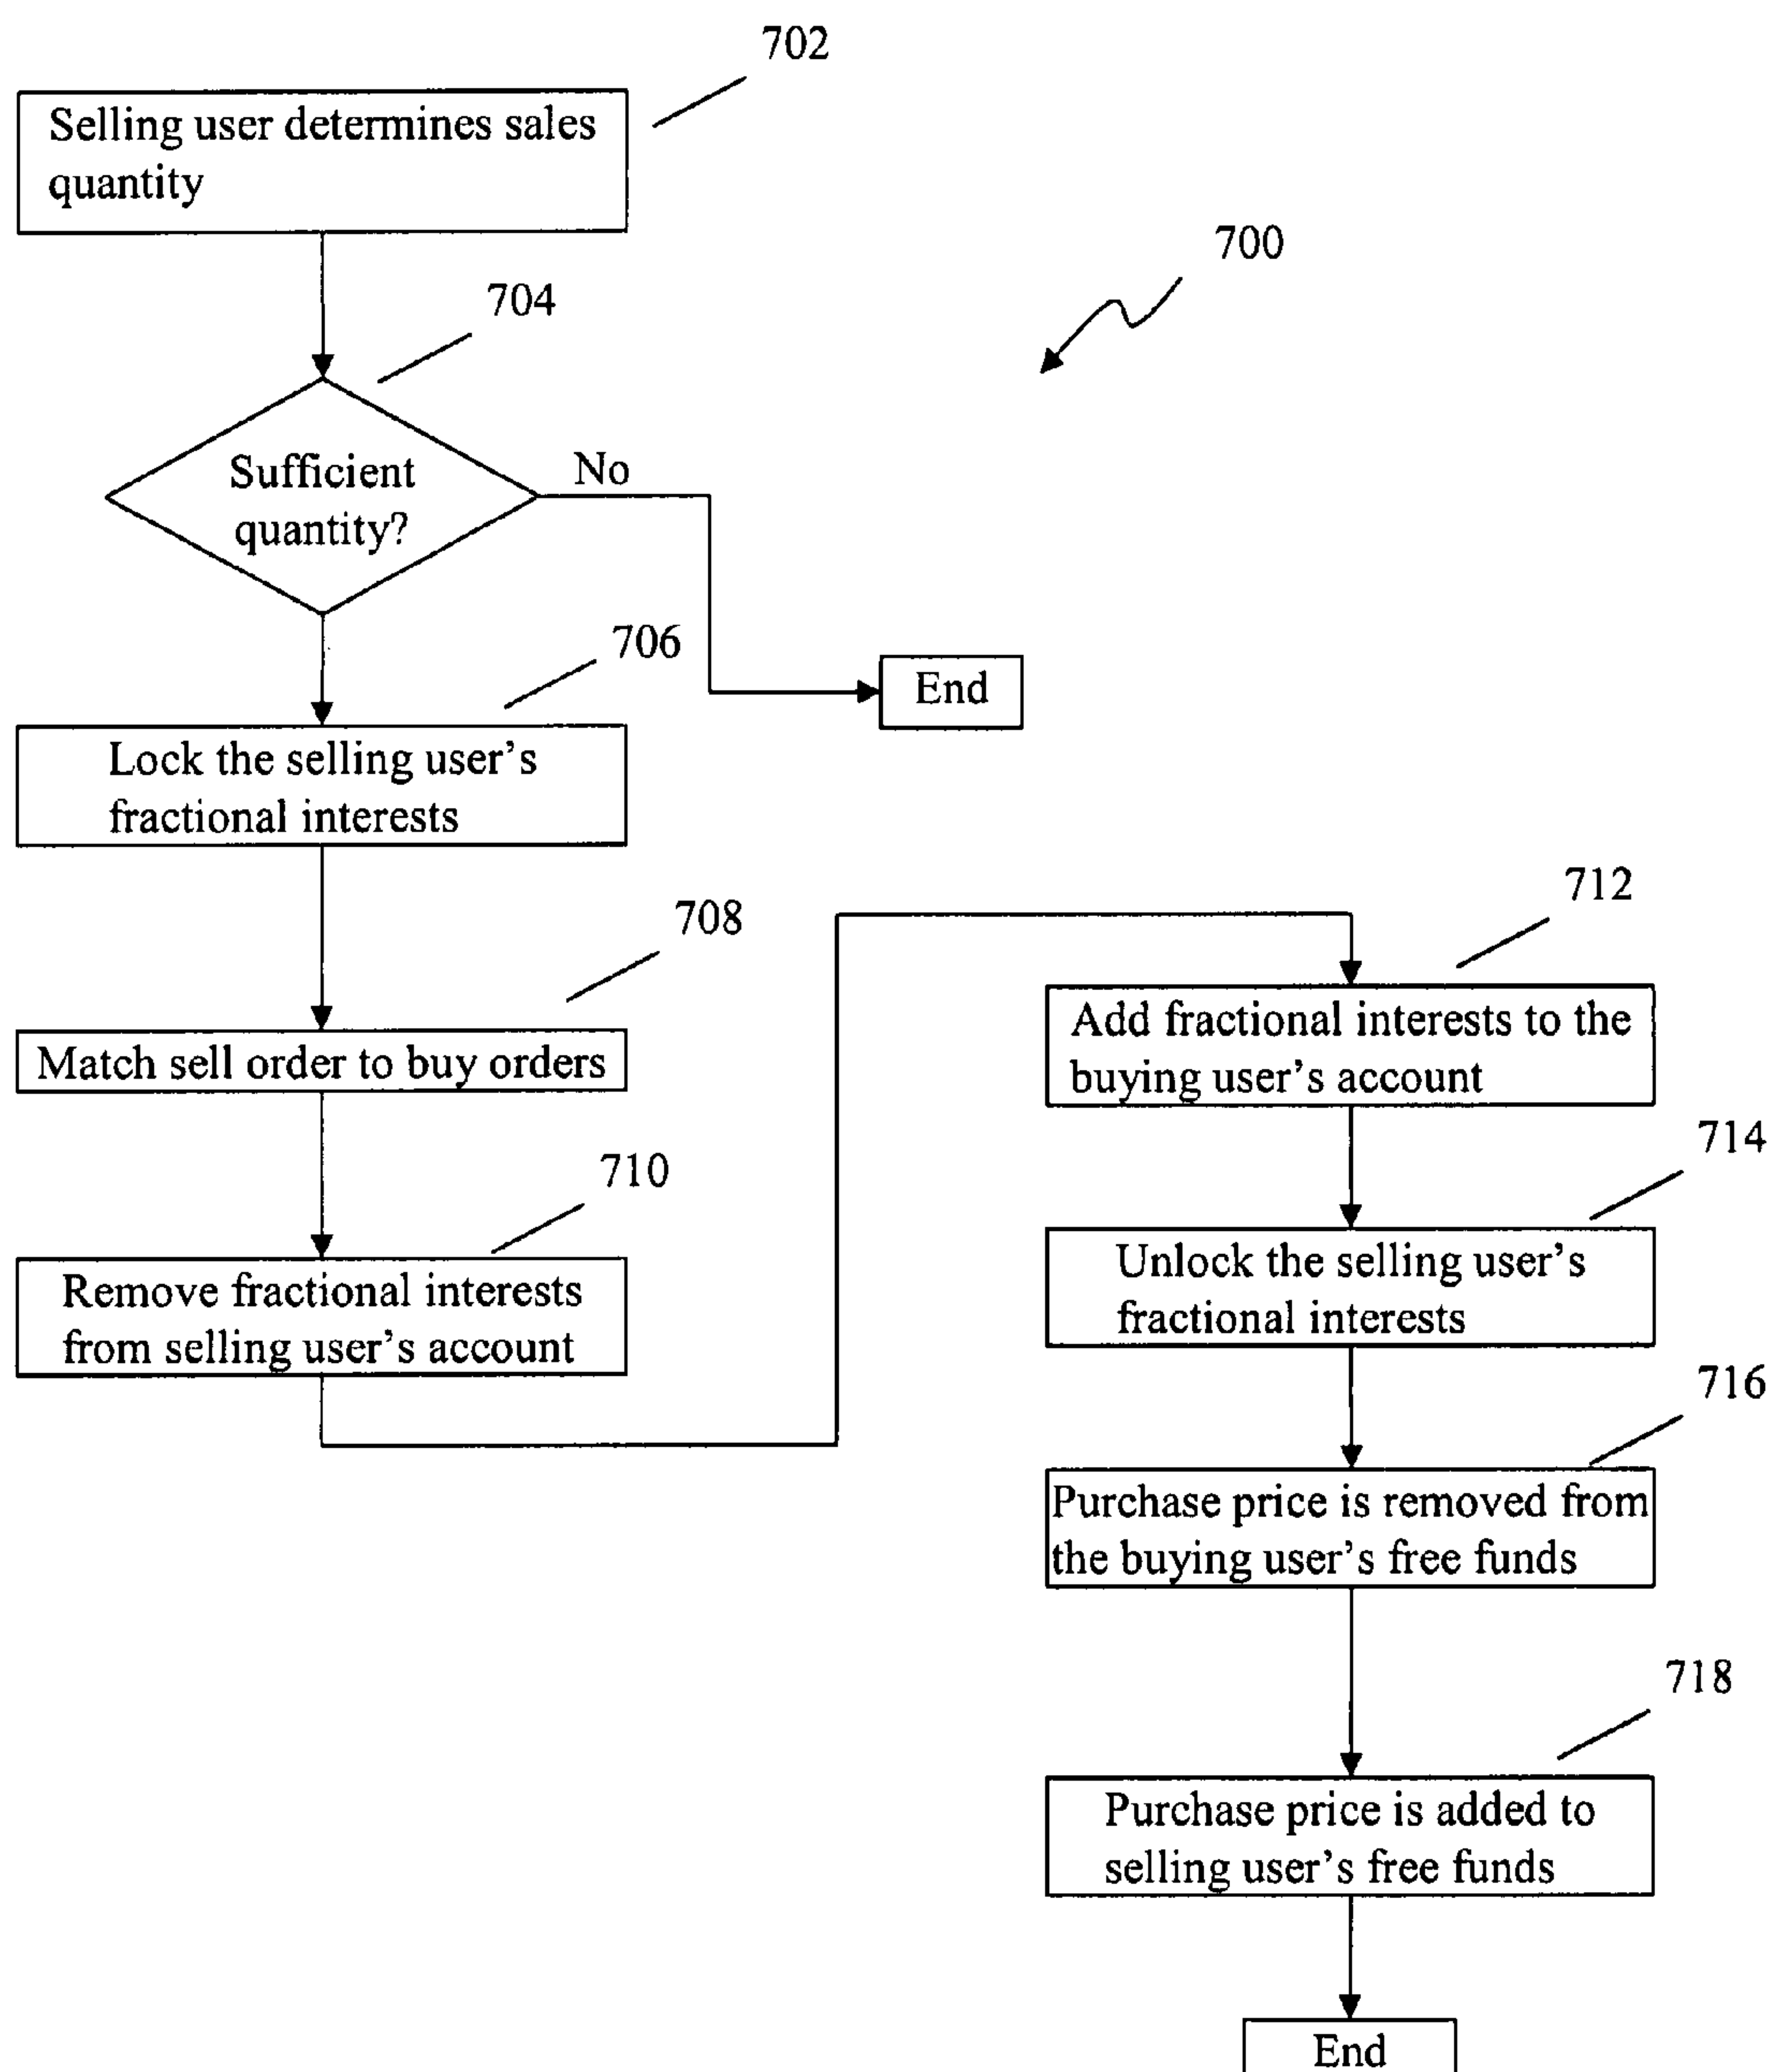 702
Selling user determines sales
quantity
700
704
Sufficient
quantity?
No
End
706
Lock the selling user's
fractional interests
708
Match sell order to buy orders
710
Remove fractional interests
from selling user's account
712
Add fractional interests to the
buying user's account
714
Unlock the selling user's
fractional interests
716
Purchase price is removed from
the buying user's free funds
718
Purchase price is added to
selling user's free funds
End